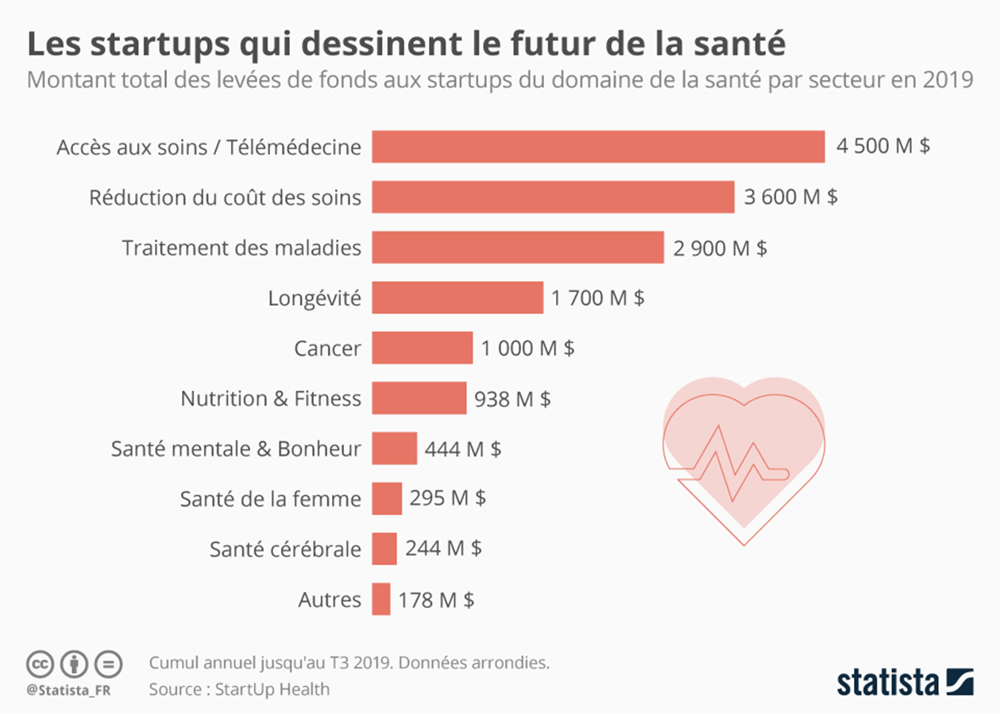 Les startups qui dessinent le futur de la santé
Montant total des levées de fonds aux startups du domaine de la santé par secteur en 2019
Accès aux soins / Télémédecine 4 500 M $
Réduction du coût des soins 3 600 M $
Traitement des maladies 2 900 M $
Longévité 1 700 M $
Cancer 1 000 M $
Nutrition & Fitness 938 M $
Santé mentale & Bonheur 444 M $
Santé de la femme 295 M $
Santé cérébrale 244 M $
Autres 178 M $
cc
@Statista_FR
Cumul annuel jusqu'au T3 2019. Données arrondies.
Source : StartUp Health
statista